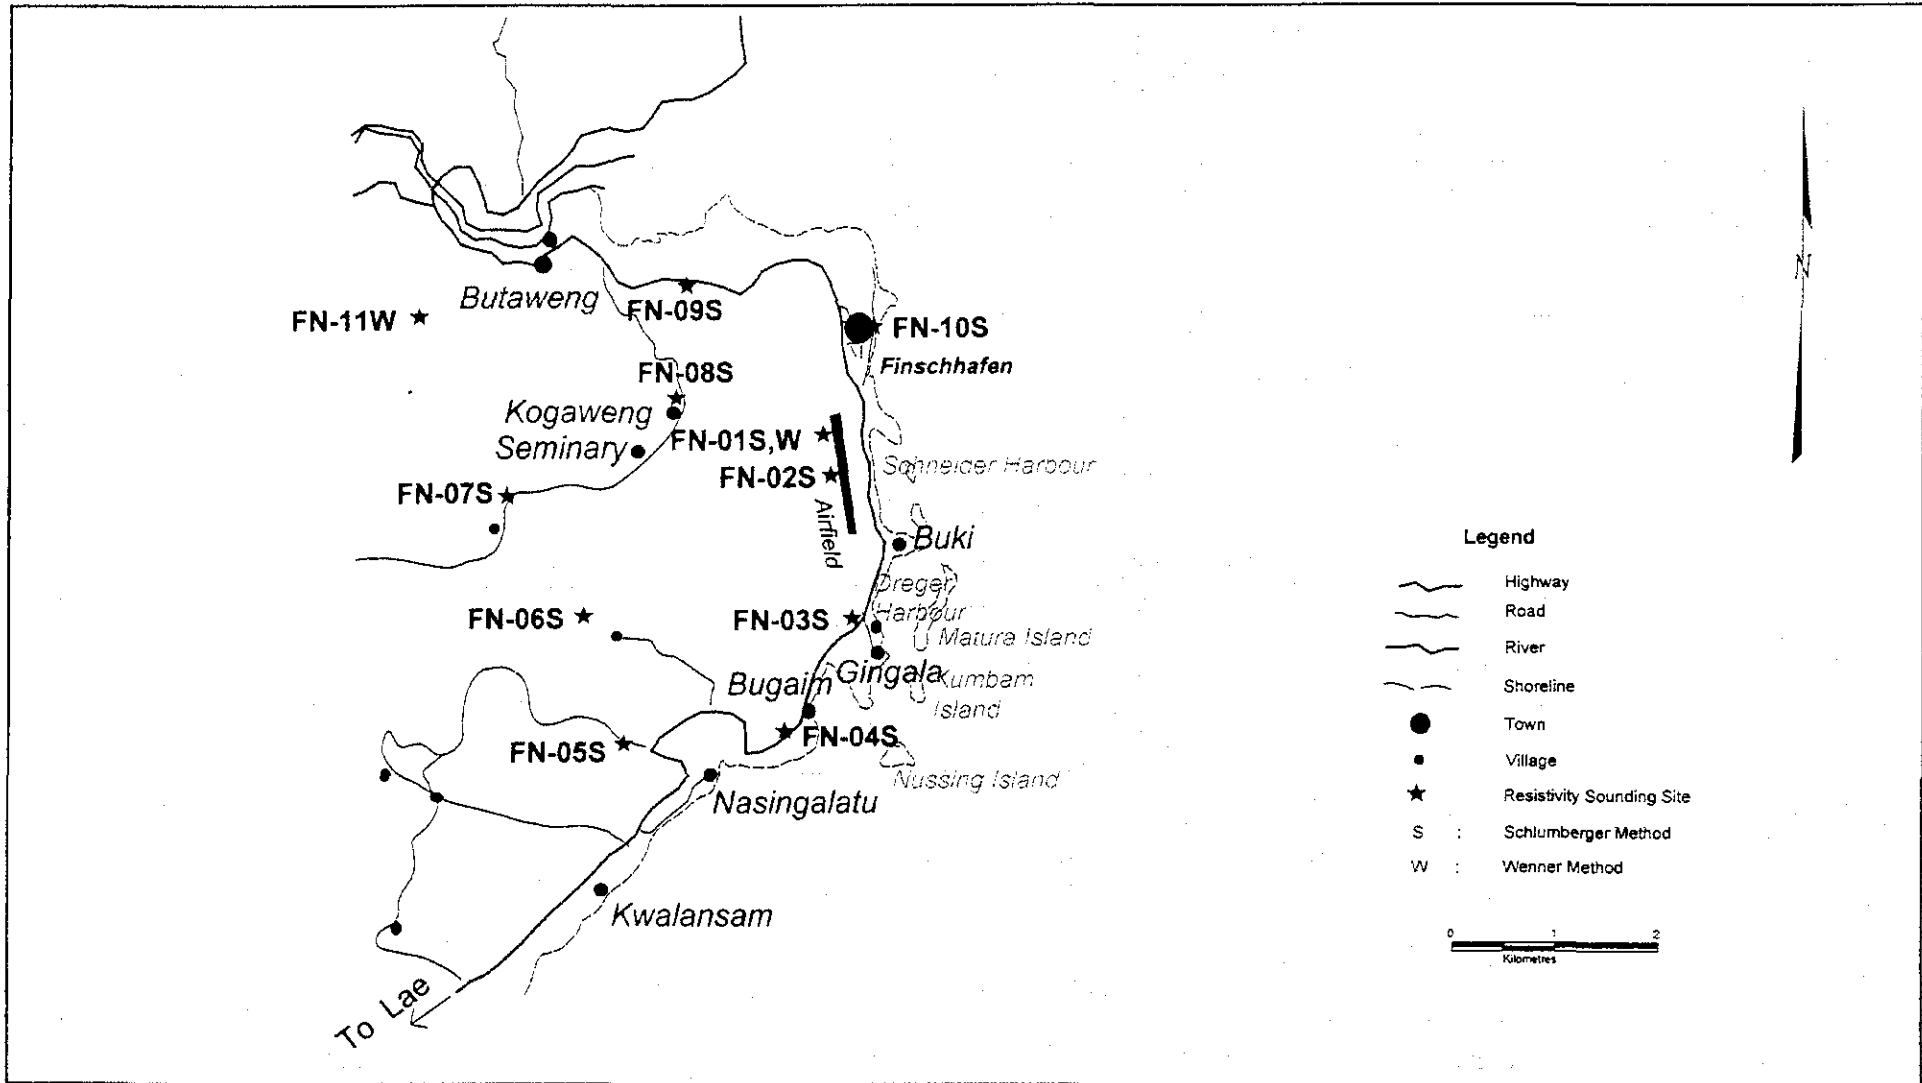 N
Butaweng
FN-09S
FN-11W
FN-10S
Finschhafen
FN-08S
Kogaweng
Seminary
FN-01S,W
Schneider Harbour
FN-02S
FN-07S
Airfield
Buki
Dreger
Harbour
FN-06S
FN-03S
Matura Island
Gingala
Bugaim
Kumbam
Island
FN-04S
FN-05S
Nussing Island
Nasingalatu
Kwalansam
To Lae
Legend
Highway
Road
River
Shoreline
Town
Village
Resistivity Sounding Site
S : Schlumberger Method
W : Wenner Method
0 1 2
Kilometres